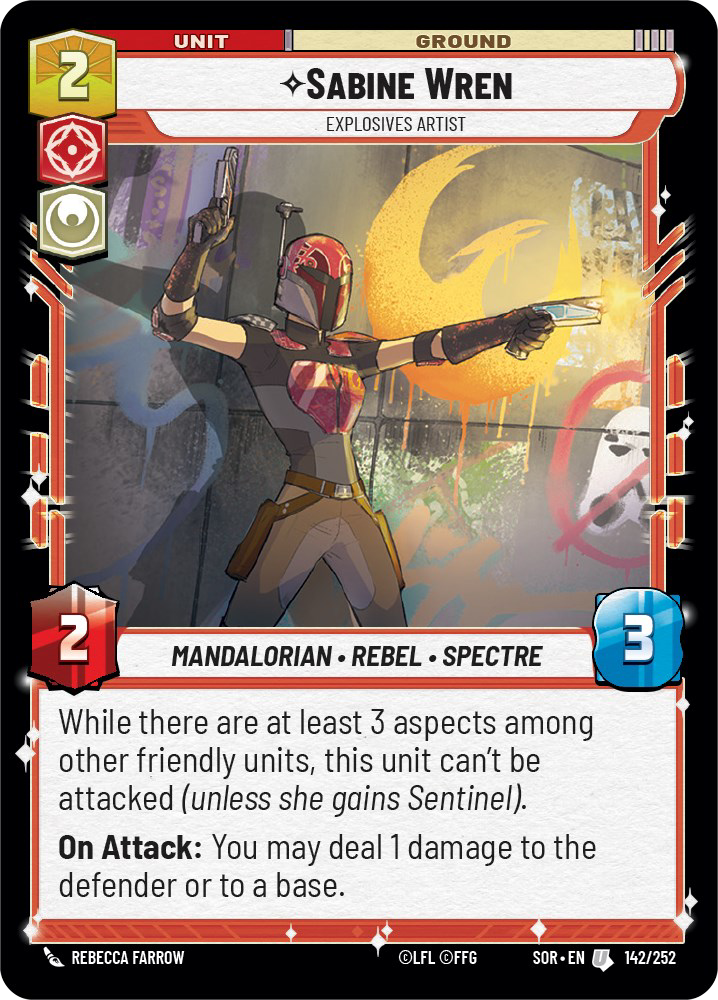 UNIT
GROUND
2
✧SABINE WREN
EXPLOSIVES ARTIST
2
MANDALORIAN • REBEL • SPECTRE
3
While there are at least 3 aspects among
other friendly units, this unit can't be
attacked (unless she gains Sentinel).
On Attack: You may deal 1 damage to the
defender or to a base.
REBECCA FARROW
©LFL ©FFG
SOR • EN
U
142/252